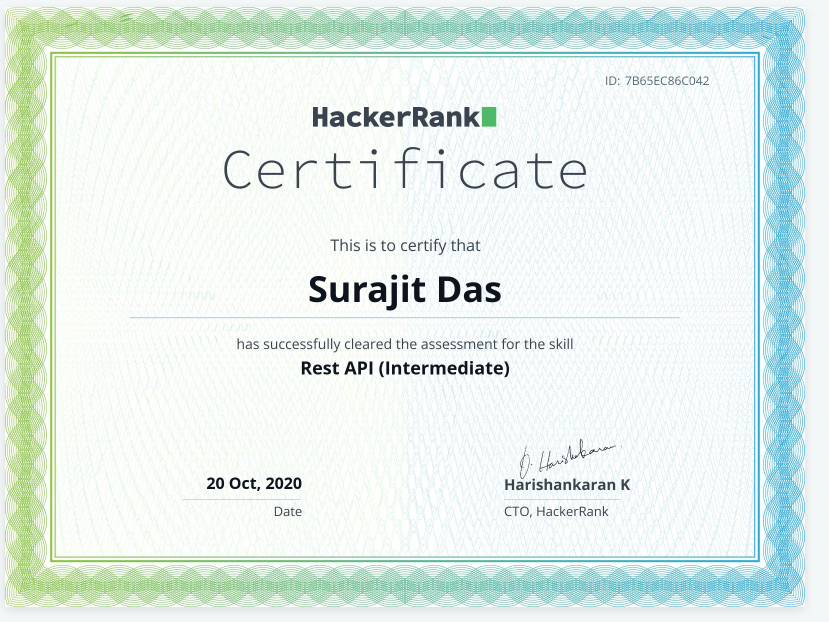 ID: 7B65EC86C042
HackerRank
Certificate
This is to certify that
Surajit Das
has successfully cleared the assessment for the skill
Rest API (Intermediate)
20 Oct, 2020
Date
Harishankaran K
CTO, HackerRank